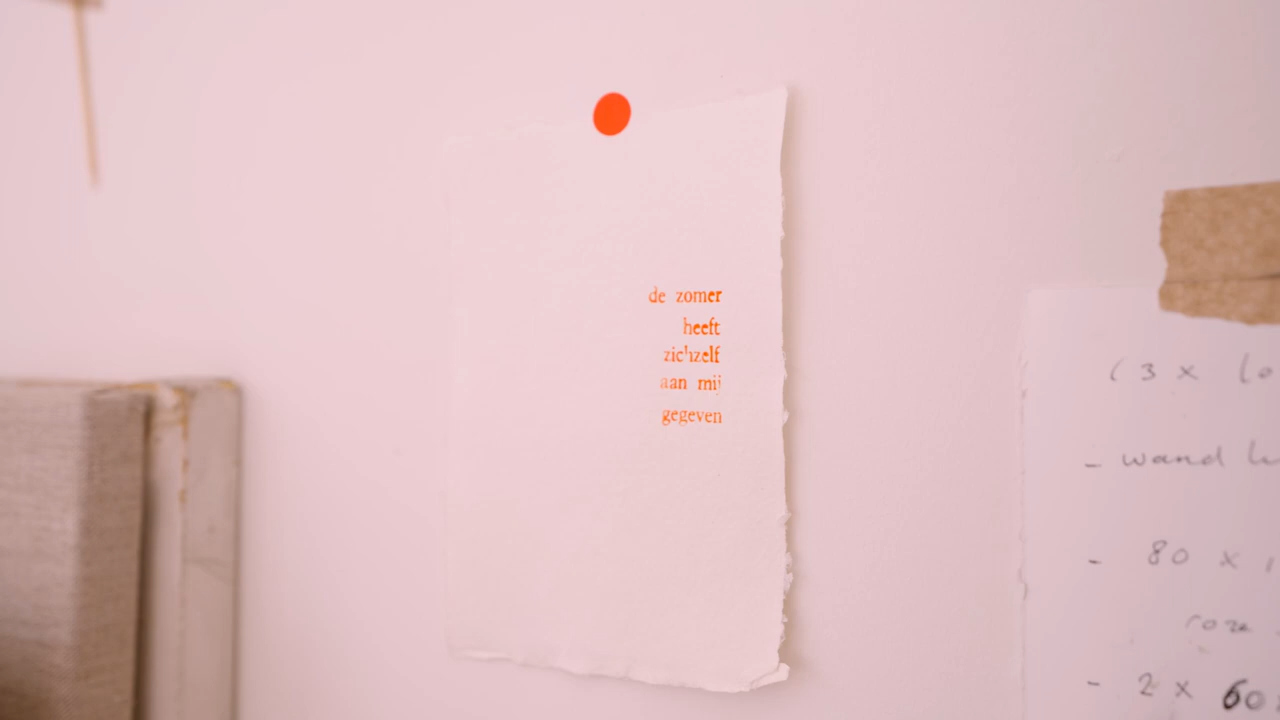 de zomer
heeft
zichzelf
aan mij
gegeven
(3 x
- wand
- 80 x
roze
- 2 x 60